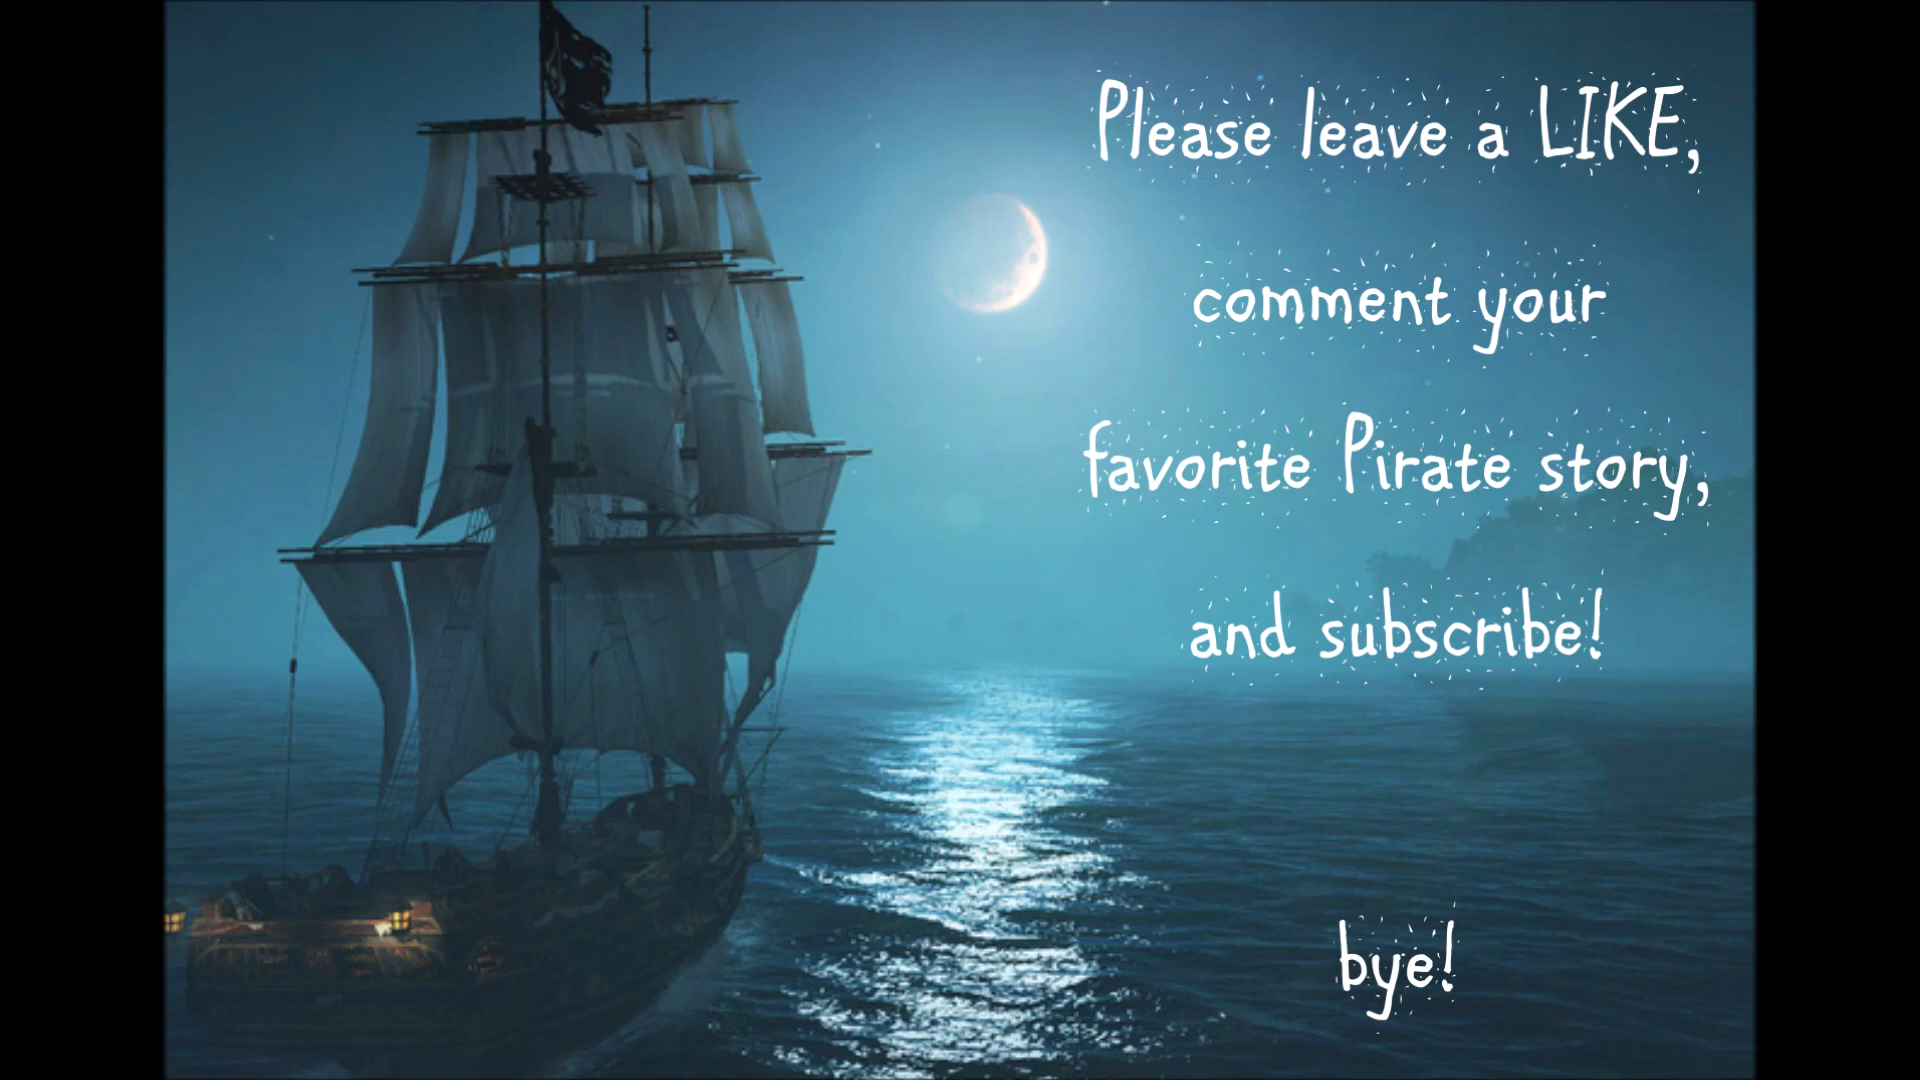 Please leave a LIKE,
comment your
favorite Pirate story,
and subscribe!
bye!